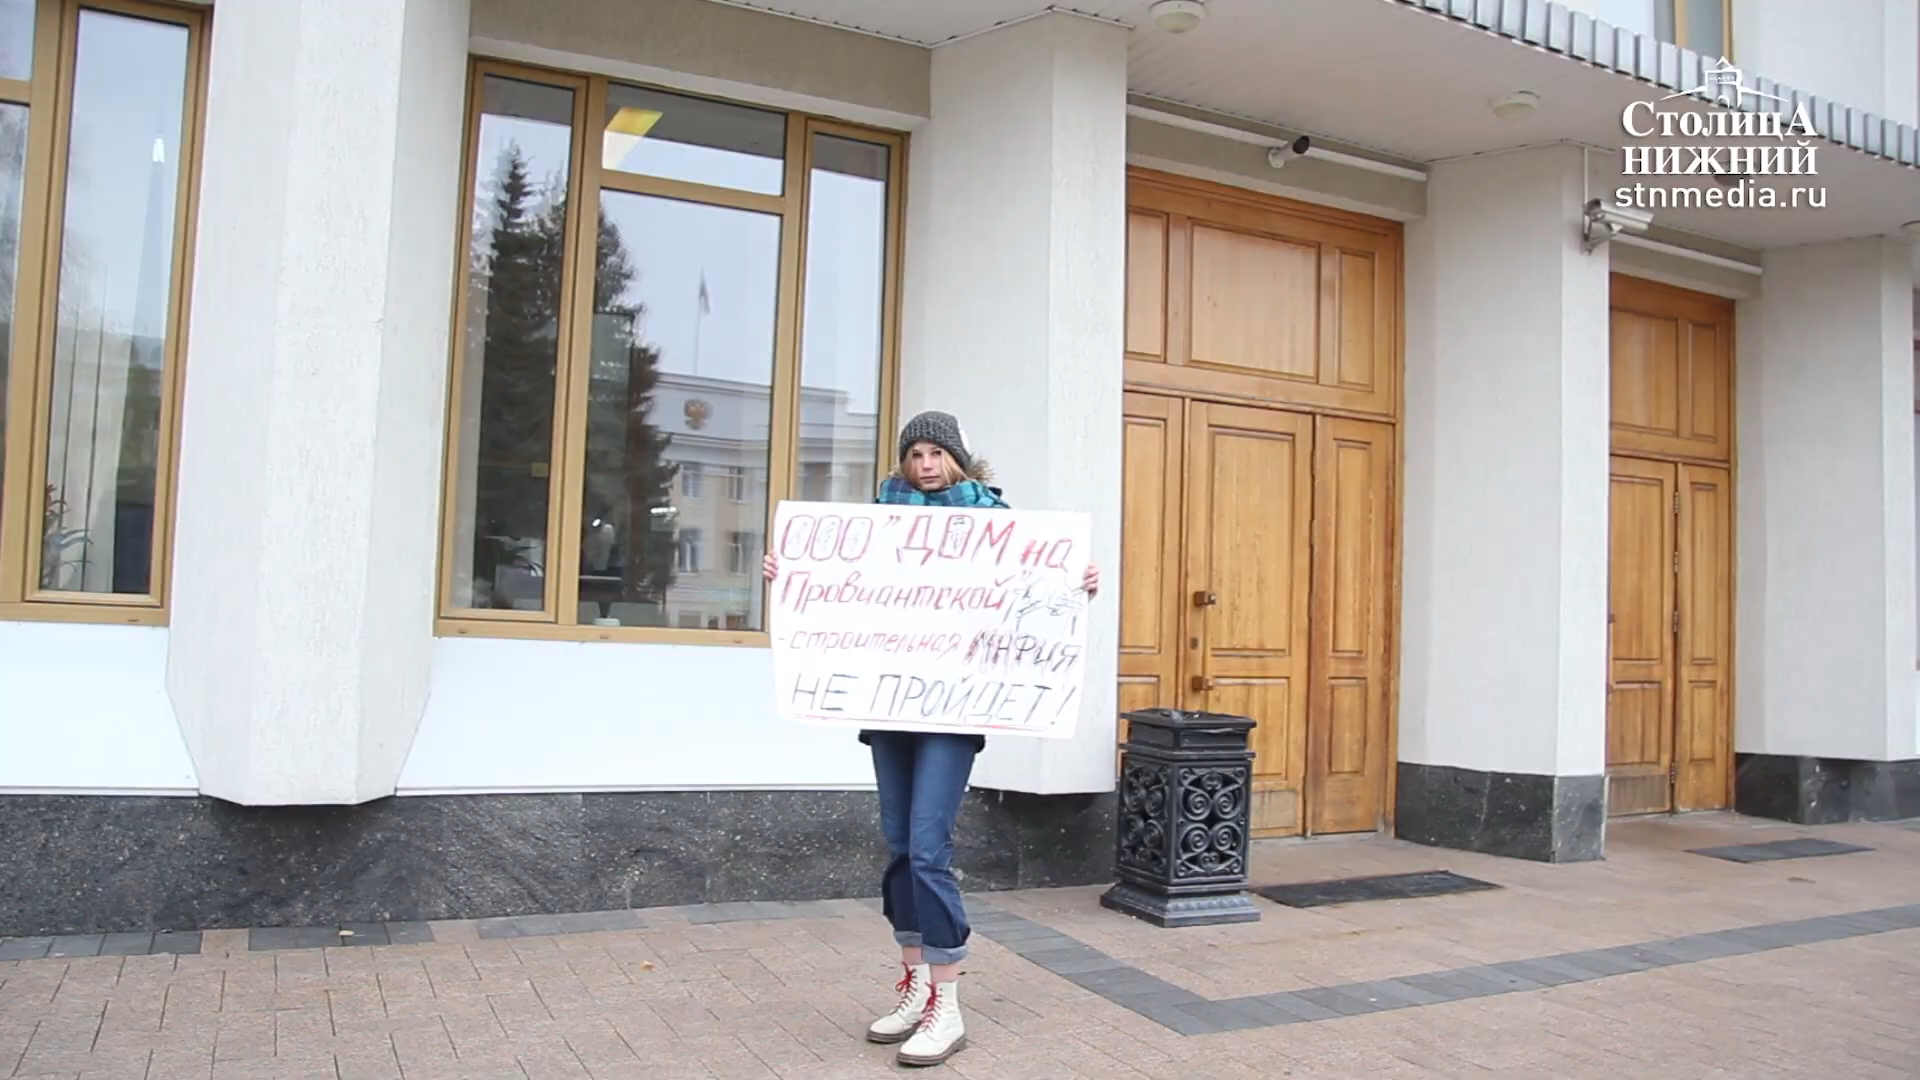 СтолицА
нижний
stnmedia.ru
ООО "ДОМ на
Провиантской"
- строительная МАФИЯ
НЕ ПРОЙДЕТ!